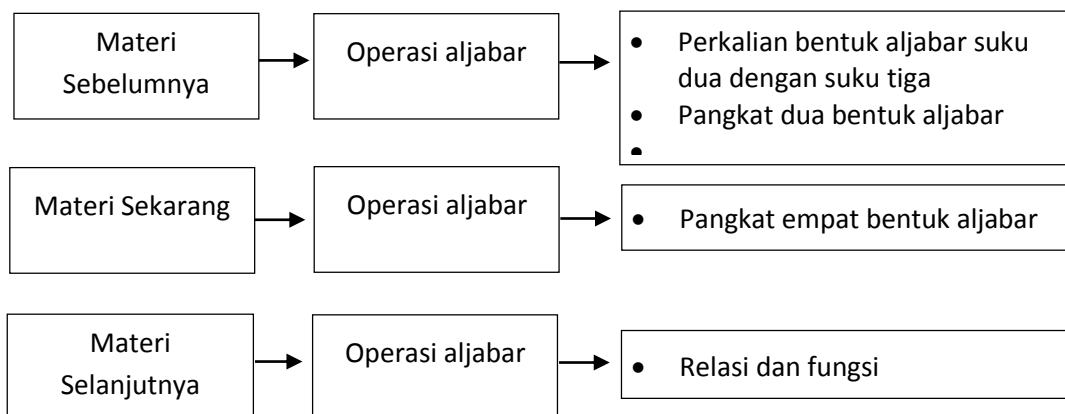 Materi
Sebelumnya
Operasi aljabar
• Perkalian bentuk aljabar suku
dua dengan suku tiga
• Pangkat dua bentuk aljabar
•
Materi Sekarang
Operasi aljabar
• Pangkat empat bentuk aljabar
Materi
Selanjutnya
Operasi aljabar
• Relasi dan fungsi